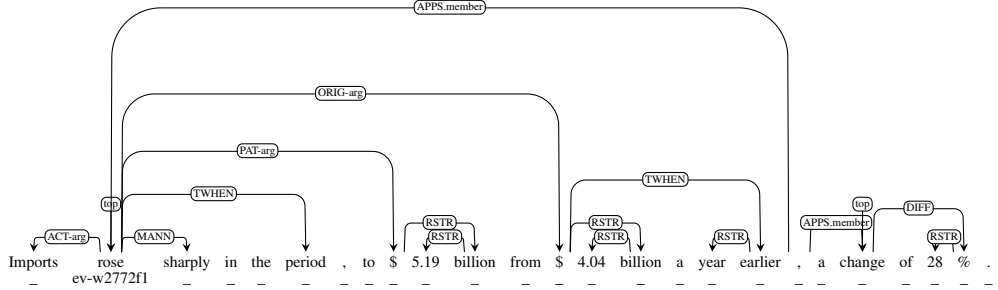 APPS.member
ORIG-arg
PAT-arg
TWHEN
TWHEN
top
top
DIFF
RSTR
RSTR
APPS.member
ACT-arg
MANN
RSTR
RSTR
RSTR
RSTR
Imports rose sharply in the period , to $ 5.19 billion from $ 4.04 billion a year earlier , a change of 28 % .
ev-w2772f1
_ _ _ _ _ _ _ _ _ _ _ _ _ _ _ _ _ _ _ _ _ _ _ _